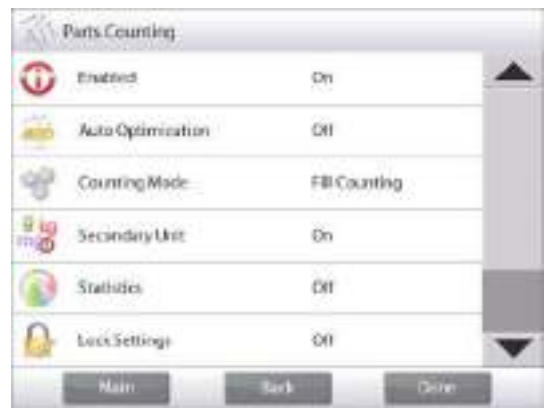 Parts Counting
Enabled On
Auto Optimization Off
Counting Mode Fill Counting
Secondary Unit On
Statistics Off
Lock Settings Off
Main Back Done